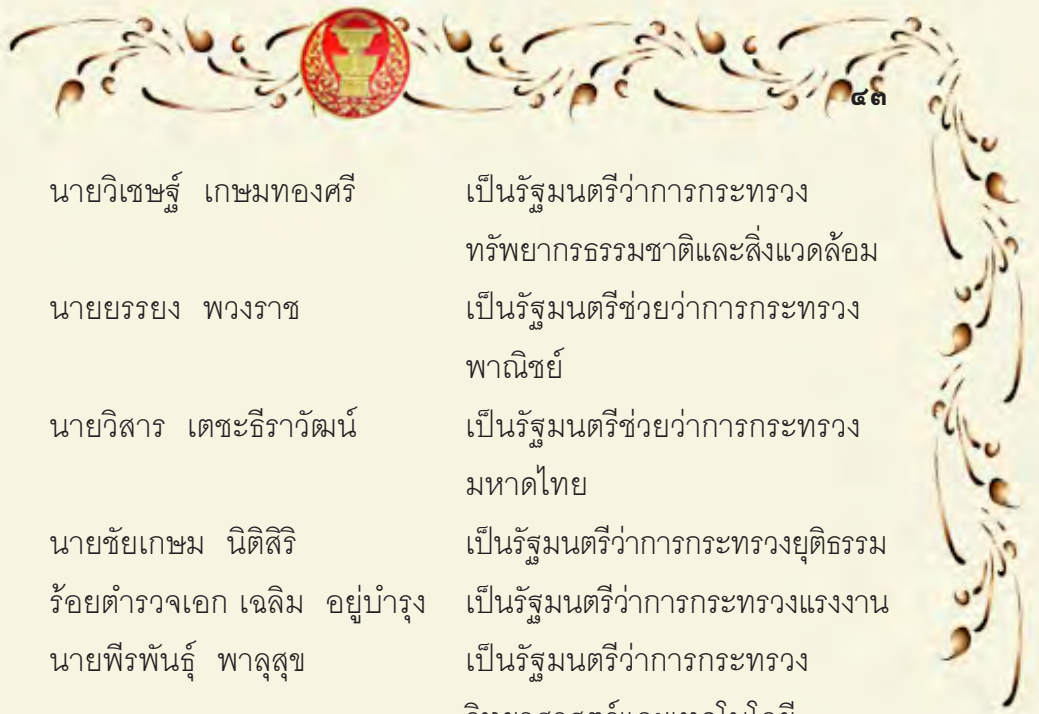 ๔๓
นายวิเชษฐ์ เกษมทองศรี เป็นรัฐมนตรีว่าการกระทรวง
ทรัพยากรธรรมชาติและสิ่งแวดล้อม
นายยรรยง พวงราช เป็นรัฐมนตรีช่วยว่าการกระทรวง
พาณิชย์
นายวิสาร เตชะธีราวัฒน์ เป็นรัฐมนตรีช่วยว่าการกระทรวง
มหาดไทย
นายชัยเกษม นิติสิริ เป็นรัฐมนตรีว่าการกระทรวงยุติธรรม
ร้อยตำรวจเอก เฉลิม อยู่บำรุง เป็นรัฐมนตรีว่าการกระทรวงแรงงาน
นายพีรพันธุ์ พาลุสุข เป็นรัฐมนตรีว่าการกระทรวง